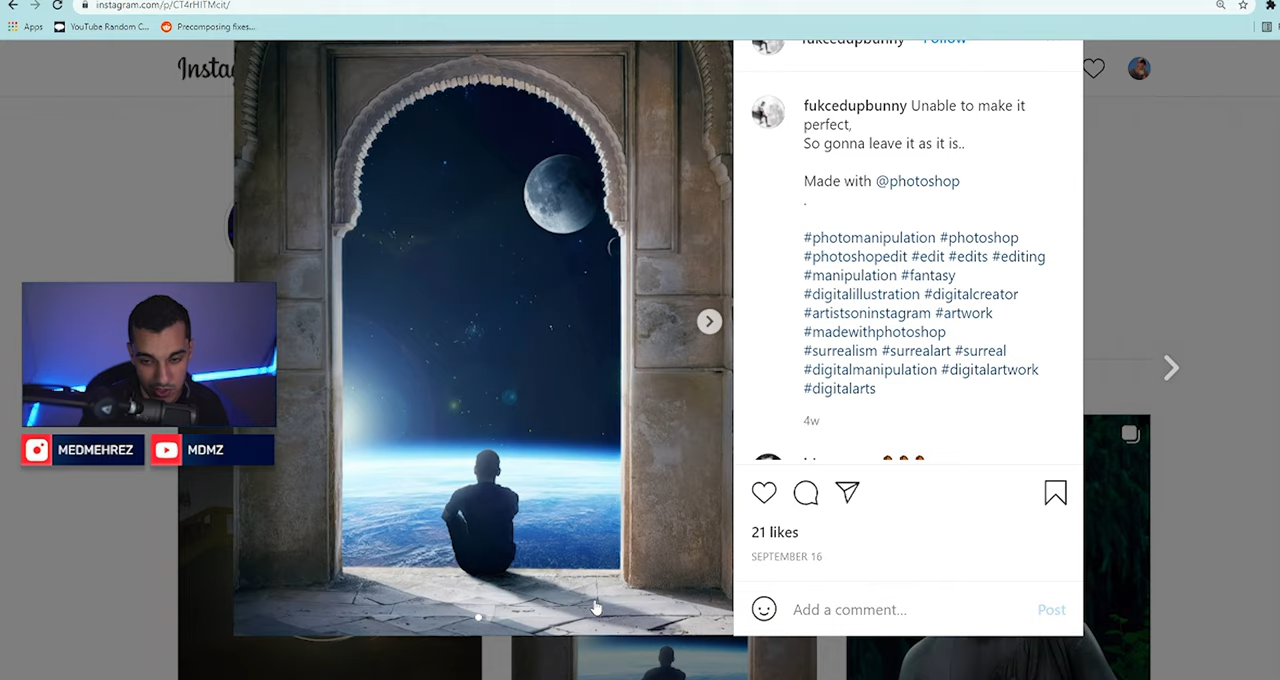 instagram.com/p/CT4rHITMcit/
Apps
YouTube Random C...
Precomposing fixes...
Insta
fukcedupbunny
Follow
fukcedupbunny Unable to make it
perfect,
So gonna leave it as it is..
Made with @photoshop
.
#photomanipulation #photoshop
#photoshopedit #edit #edits #editing
#manipulation #fantasy
#digitalillustration #digitalcreator
#artistsoninstagram #artwork
#madewithphotoshop
#surrealism #surrealart #surreal
#digitalmanipulation #digitalartwork
#digitalarts
4w
21 likes
SEPTEMBER 16
Add a comment...
Post
MEDMEHREZ
MDMZ